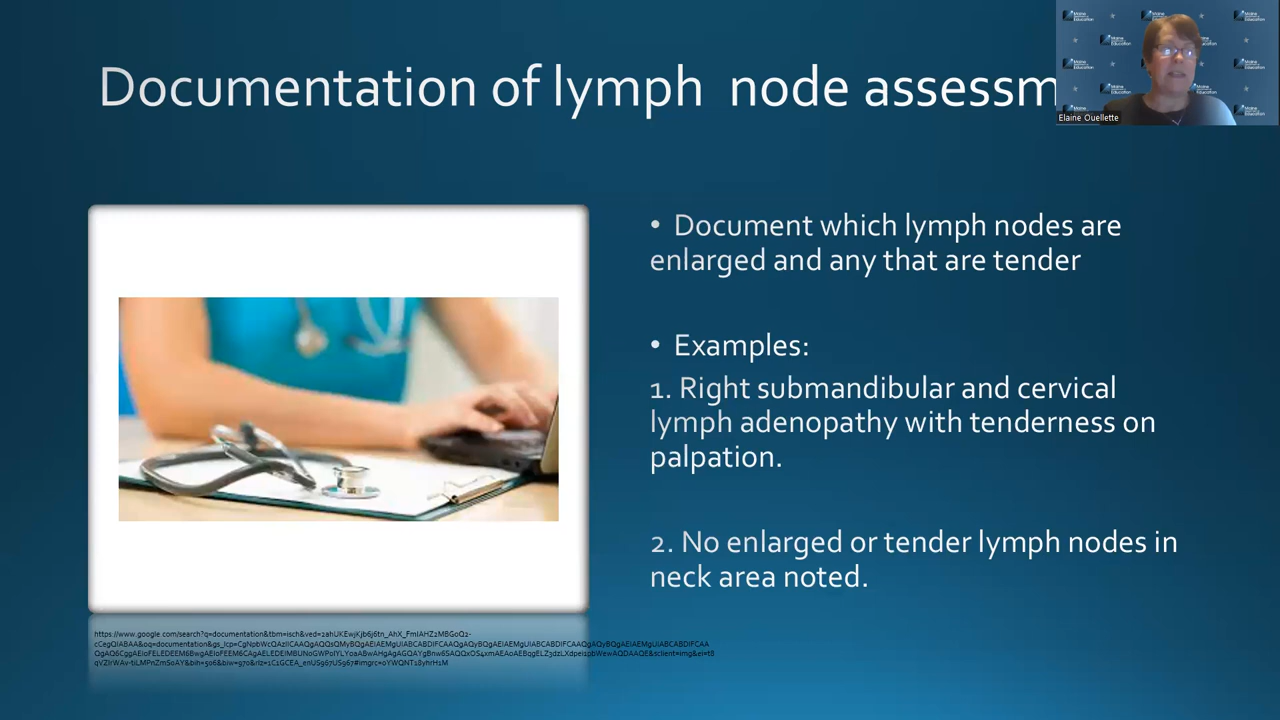 Documentation of lymph node assessm
Maine
Education
Elaine Ouellette
• Document which lymph nodes are
enlarged and any that are tender
• Examples:
1. Right submandibular and cervical
lymph adenopathy with tenderness on
palpation.
2. No enlarged or tender lymph nodes in
neck area noted.